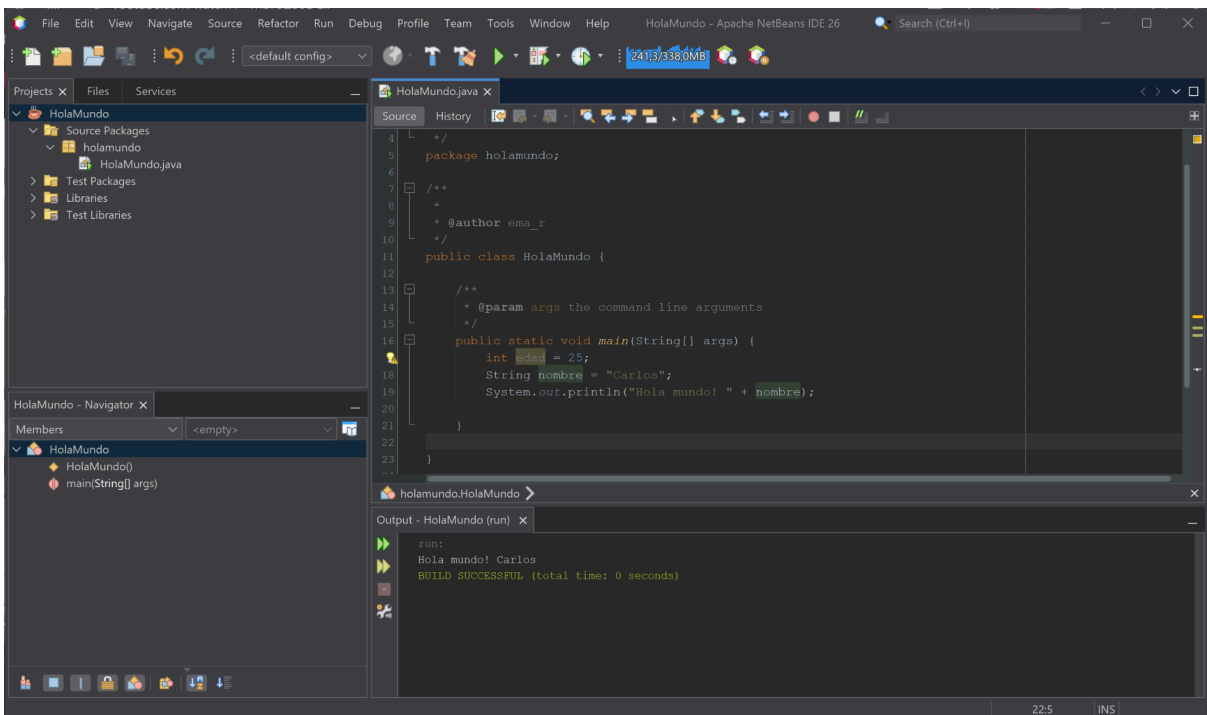 File Edit View Navigate Source Refactor Run Debug Profile Team Tools Window Help HolaMundo - Apache NetBeans IDE 26 Search (Ctrl+I)
<default config> 241,3/338,0MB
Projects Files Services
HolaMundo
Source Packages
holamundo
HolaMundo.java
Test Packages
Libraries
Test Libraries
HolaMundo - Navigator
Members <empty>
HolaMundo
HolaMundo()
main(String[] args)
HolaMundo.java
Source History
4 */
5 package holamundo;
6
7 /**
8 *
9 * @author ema_r
10 */
11 public class HolaMundo {
12
13 /**
14 * @param args the command line arguments
15 */
16 public static void main(String[] args) {
int edad = 25;
18 String nombre = "Carlos";
19 System.out.println("Hola mundo! " + nombre);
20
21 }
22
23 }
holamundo.HolaMundo
Output - HolaMundo (run)
run:
Hola mundo! Carlos
BUILD SUCCESSFUL (total time: 0 seconds)
22:5 INS